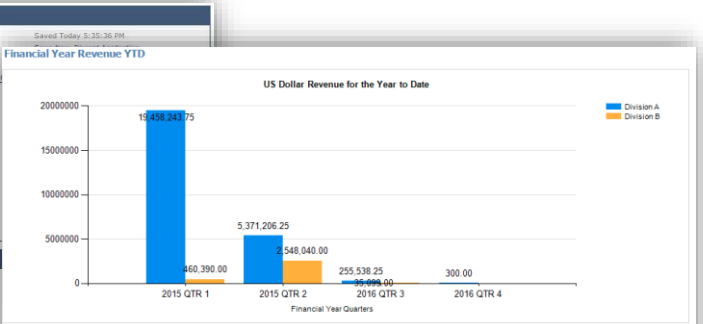 Saved Today 5:35:36 PM
Financial Year Revenue YTD
US Dollar Revenue for the Year to Date
20000000
15000000
10000000
5000000
0
19,458,243.75
460,390.00
5,371,206.25
2,548,040.00
255,538.25
35,099.00
300.00
2015 QTR 1
2015 QTR 2
2016 QTR 3
2016 QTR 4
Financial Year Quarters
Division A
Division B